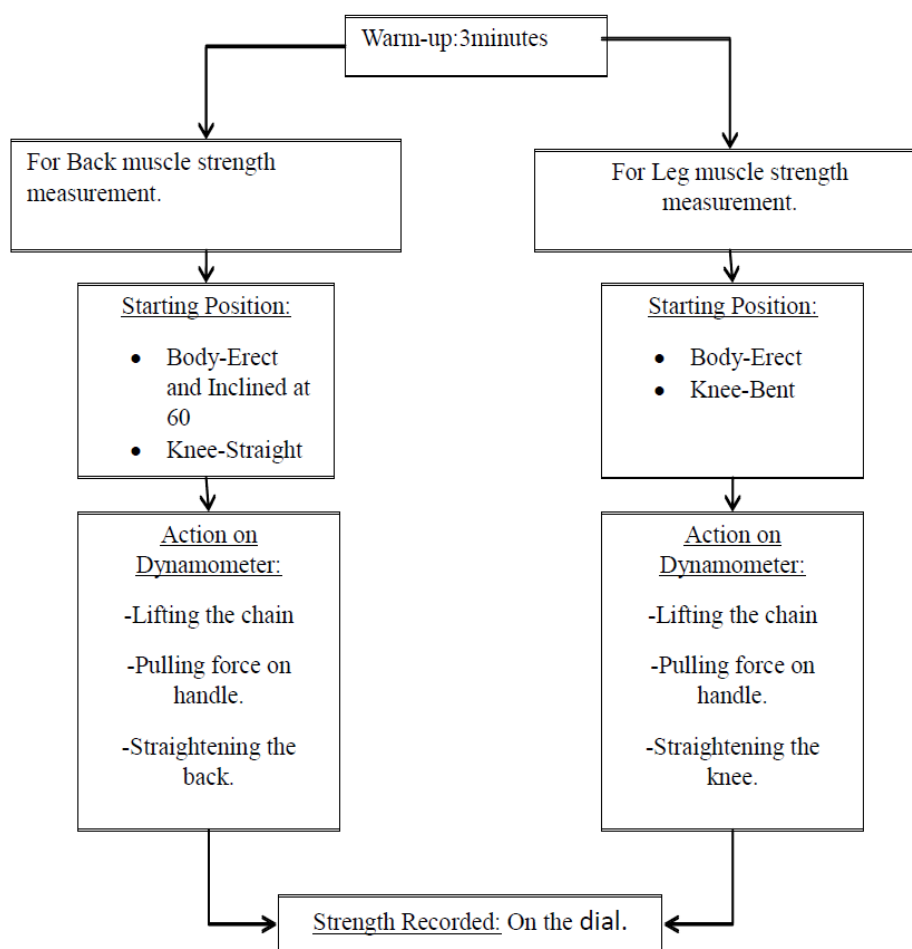 Warm-up:3minutes
For Back muscle strength
measurement.
For Leg muscle strength
measurement.
Starting Position:
• Body-Erect
and Inclined at
60
• Knee-Straight
Starting Position:
• Body-Erect
• Knee-Bent
Action on
Dynamometer:
-Lifting the chain
-Pulling force on
handle.
-Straightening the
back.
Action on
Dynamometer:
-Lifting the chain
-Pulling force on
handle.
-Straightening the
knee.
Strength Recorded: On the dial.